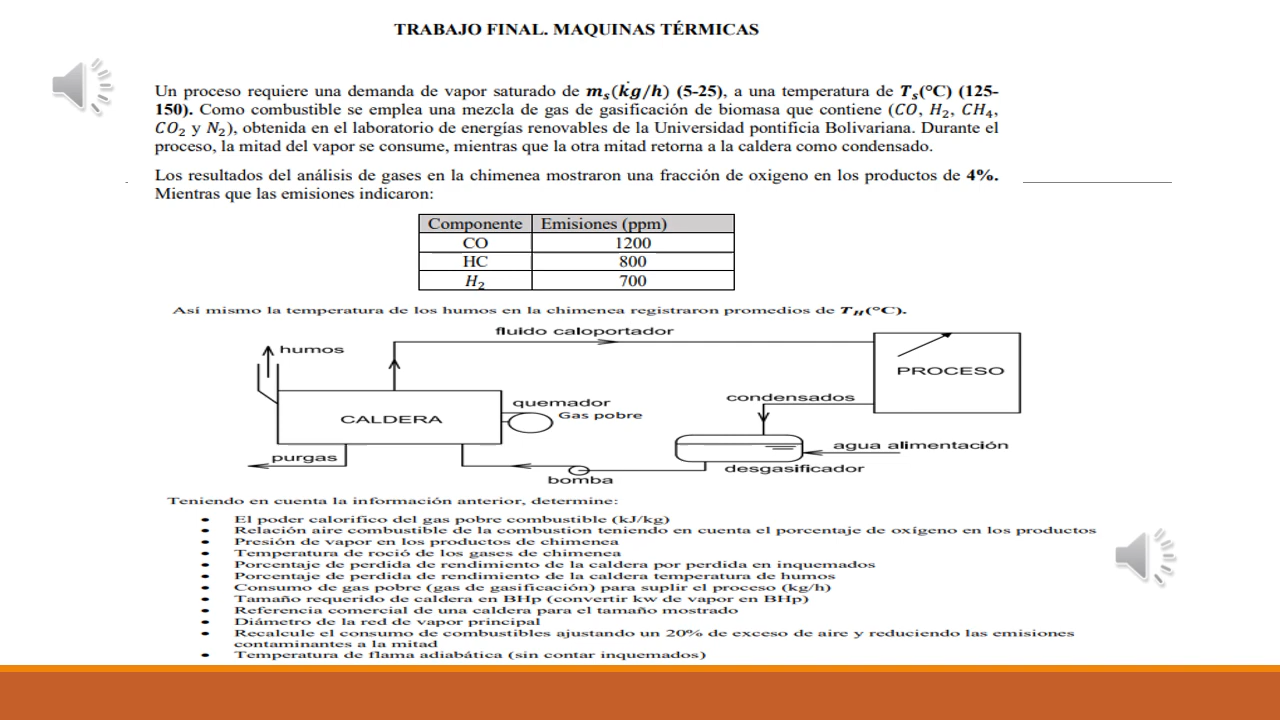 TRABAJO FINAL. MAQUINAS TÉRMICAS
Un proceso requiere una demanda de vapor saturado de ṁₛ(kg/h) (5-25), a una temperatura de Tₛ(°C) (125-
150). Como combustible se emplea una mezcla de gas de gasificación de biomasa que contiene (CO, H₂, CH₄,
CO₂ y N₂), obtenida en el laboratorio de energías renovables de la Universidad pontificia Bolivariana. Durante el
proceso, la mitad del vapor se consume, mientras que la otra mitad retorna a la caldera como condensado.
Los resultados del análisis de gases en la chimenea mostraron una fracción de oxigeno en los productos de 4%.
Mientras que las emisiones indicaron:
Componente Emisiones (ppm)
CO 1200
HC 800
H₂ 700
Así mismo la temperatura de los humos en la chimenea registraron promedios de T_H(°C).
fluido caloportador
humos
PROCESO
condensados
quemador
Gas pobre
CALDERA
agua alimentación
purgas
desgasificador
bomba
Teniendo en cuenta la información anterior, determine:
• El poder calorifico del gas pobre combustible (kJ/kg)
• Relación aire combustible de la combustion teniendo en cuenta el porcentaje de oxígeno en los productos
• Presión de vapor en los productos de chimenea
• Temperatura de roció de los gases de chimenea
• Porcentaje de perdida de rendimiento de la caldera por perdida en inquemados
• Porcentaje de perdida de rendimiento de la caldera temperatura de humos
• Consumo de gas pobre (gas de gasificación) para suplir el proceso (kg/h)
• Tamaño requerido de caldera en BHp (convertir kw de vapor en BHp)
• Referencia comercial de una caldera para el tamaño mostrado
• Diámetro de la red de vapor principal
• Recalcule el consumo de combustibles ajustando un 20% de exceso de aire y reduciendo las emisiones
contaminantes a la mitad
• Temperatura de flama adiabática (sin contar inquemados)